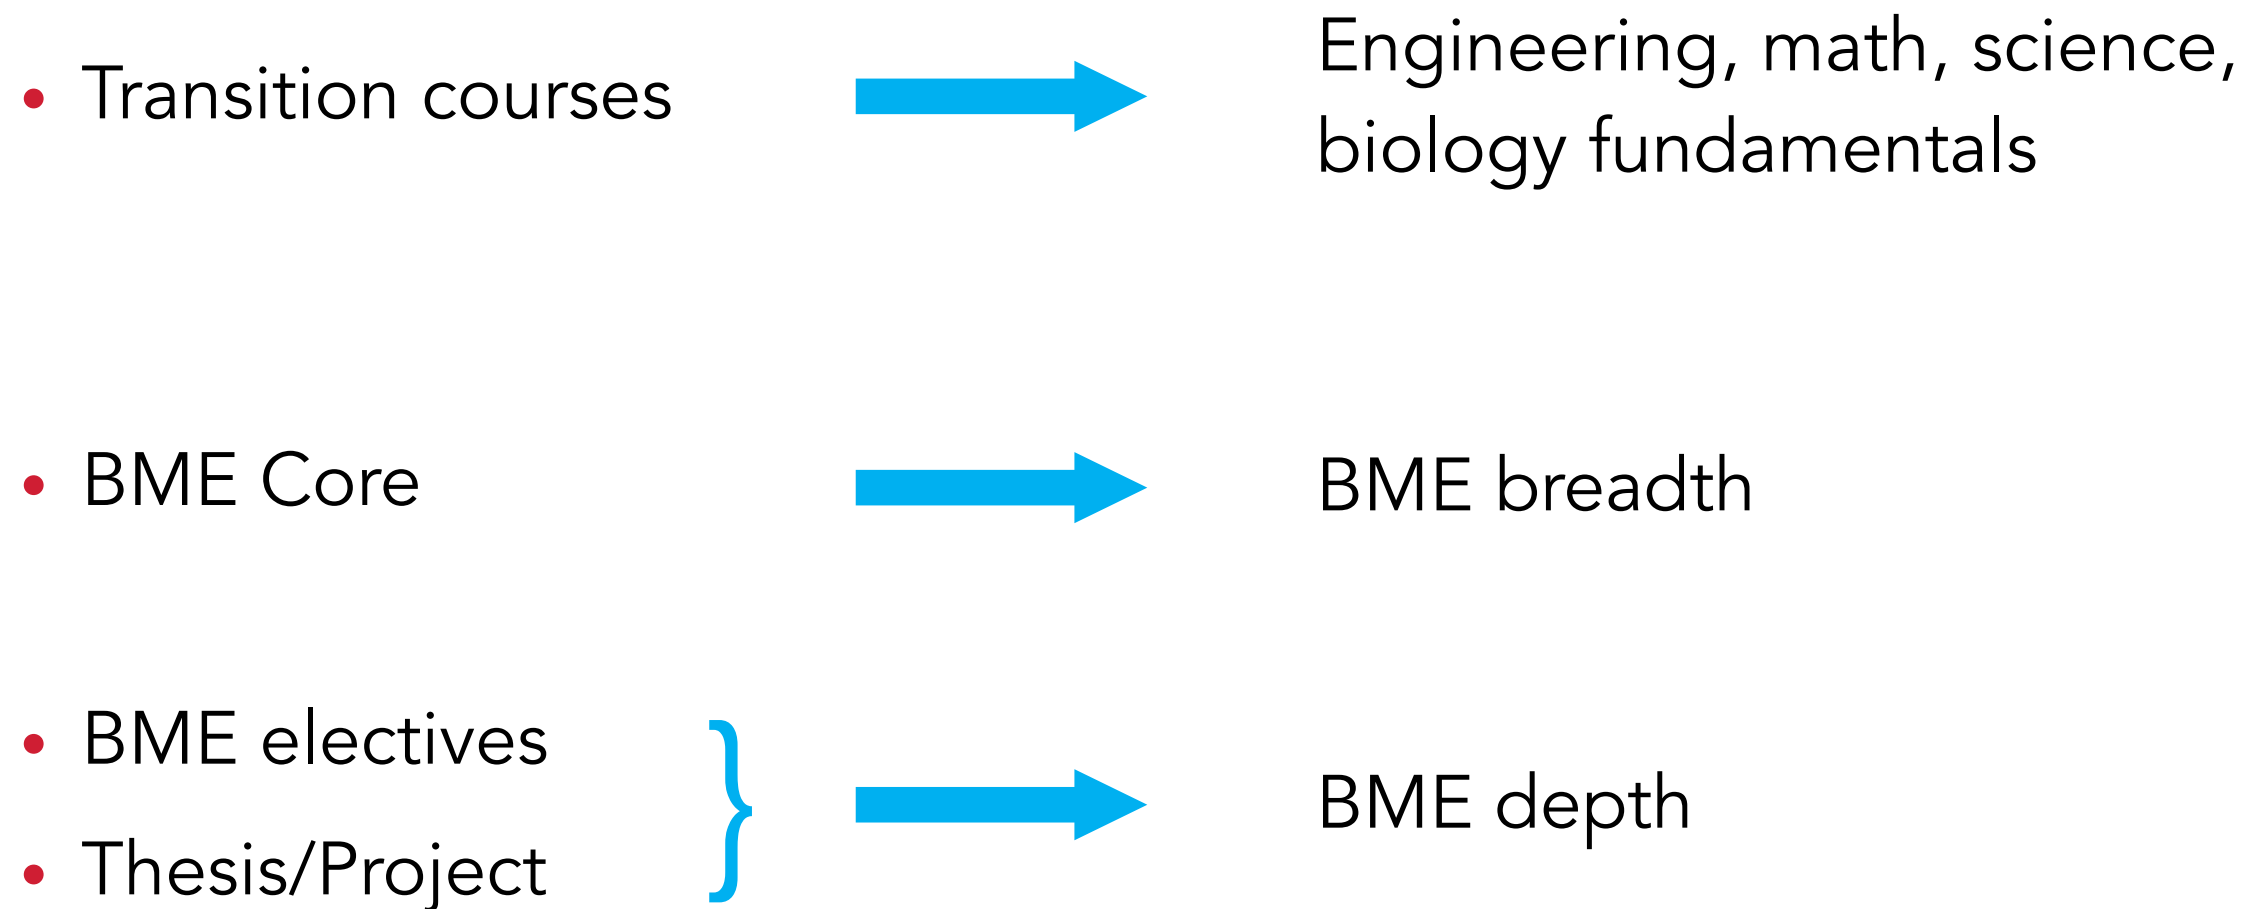 • Transition courses
Engineering, math, science,
biology fundamentals
• BME Core
BME breadth
• BME electives
• Thesis/Project
BME depth